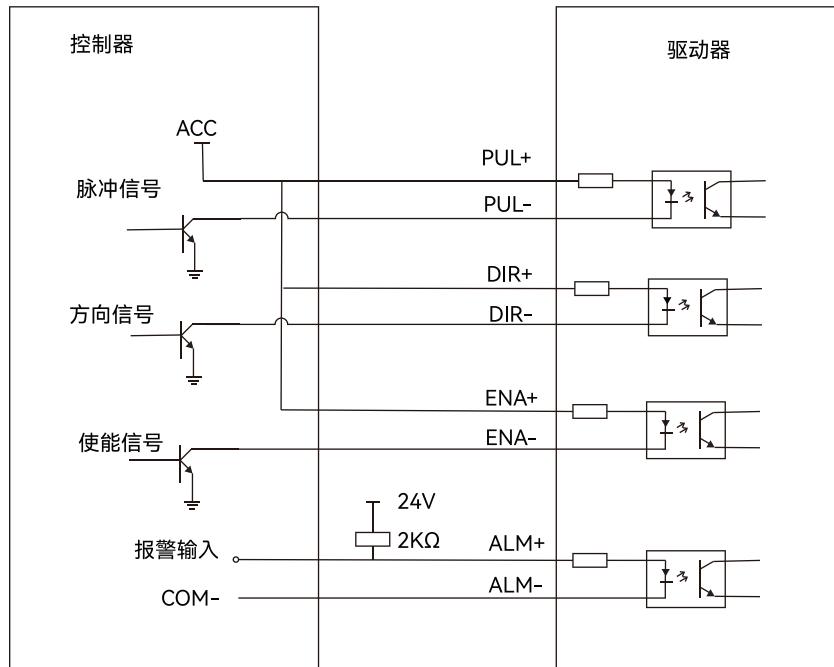 控制器
驱动器
ACC
PUL+
脉冲信号
PUL-
DIR+
方向信号
DIR-
ENA+
使能信号
ENA-
24V
2KΩ
报警输入
ALM+
ALM-
COM-